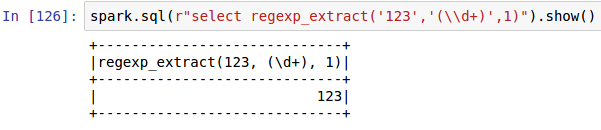 In [126]: spark.sql(r"select regexp_extract('123','(\\d+)',1)").show()
+----------------------------+
|regexp_extract(123, (\d+), 1)|
+----------------------------+
|                         123|
+----------------------------+